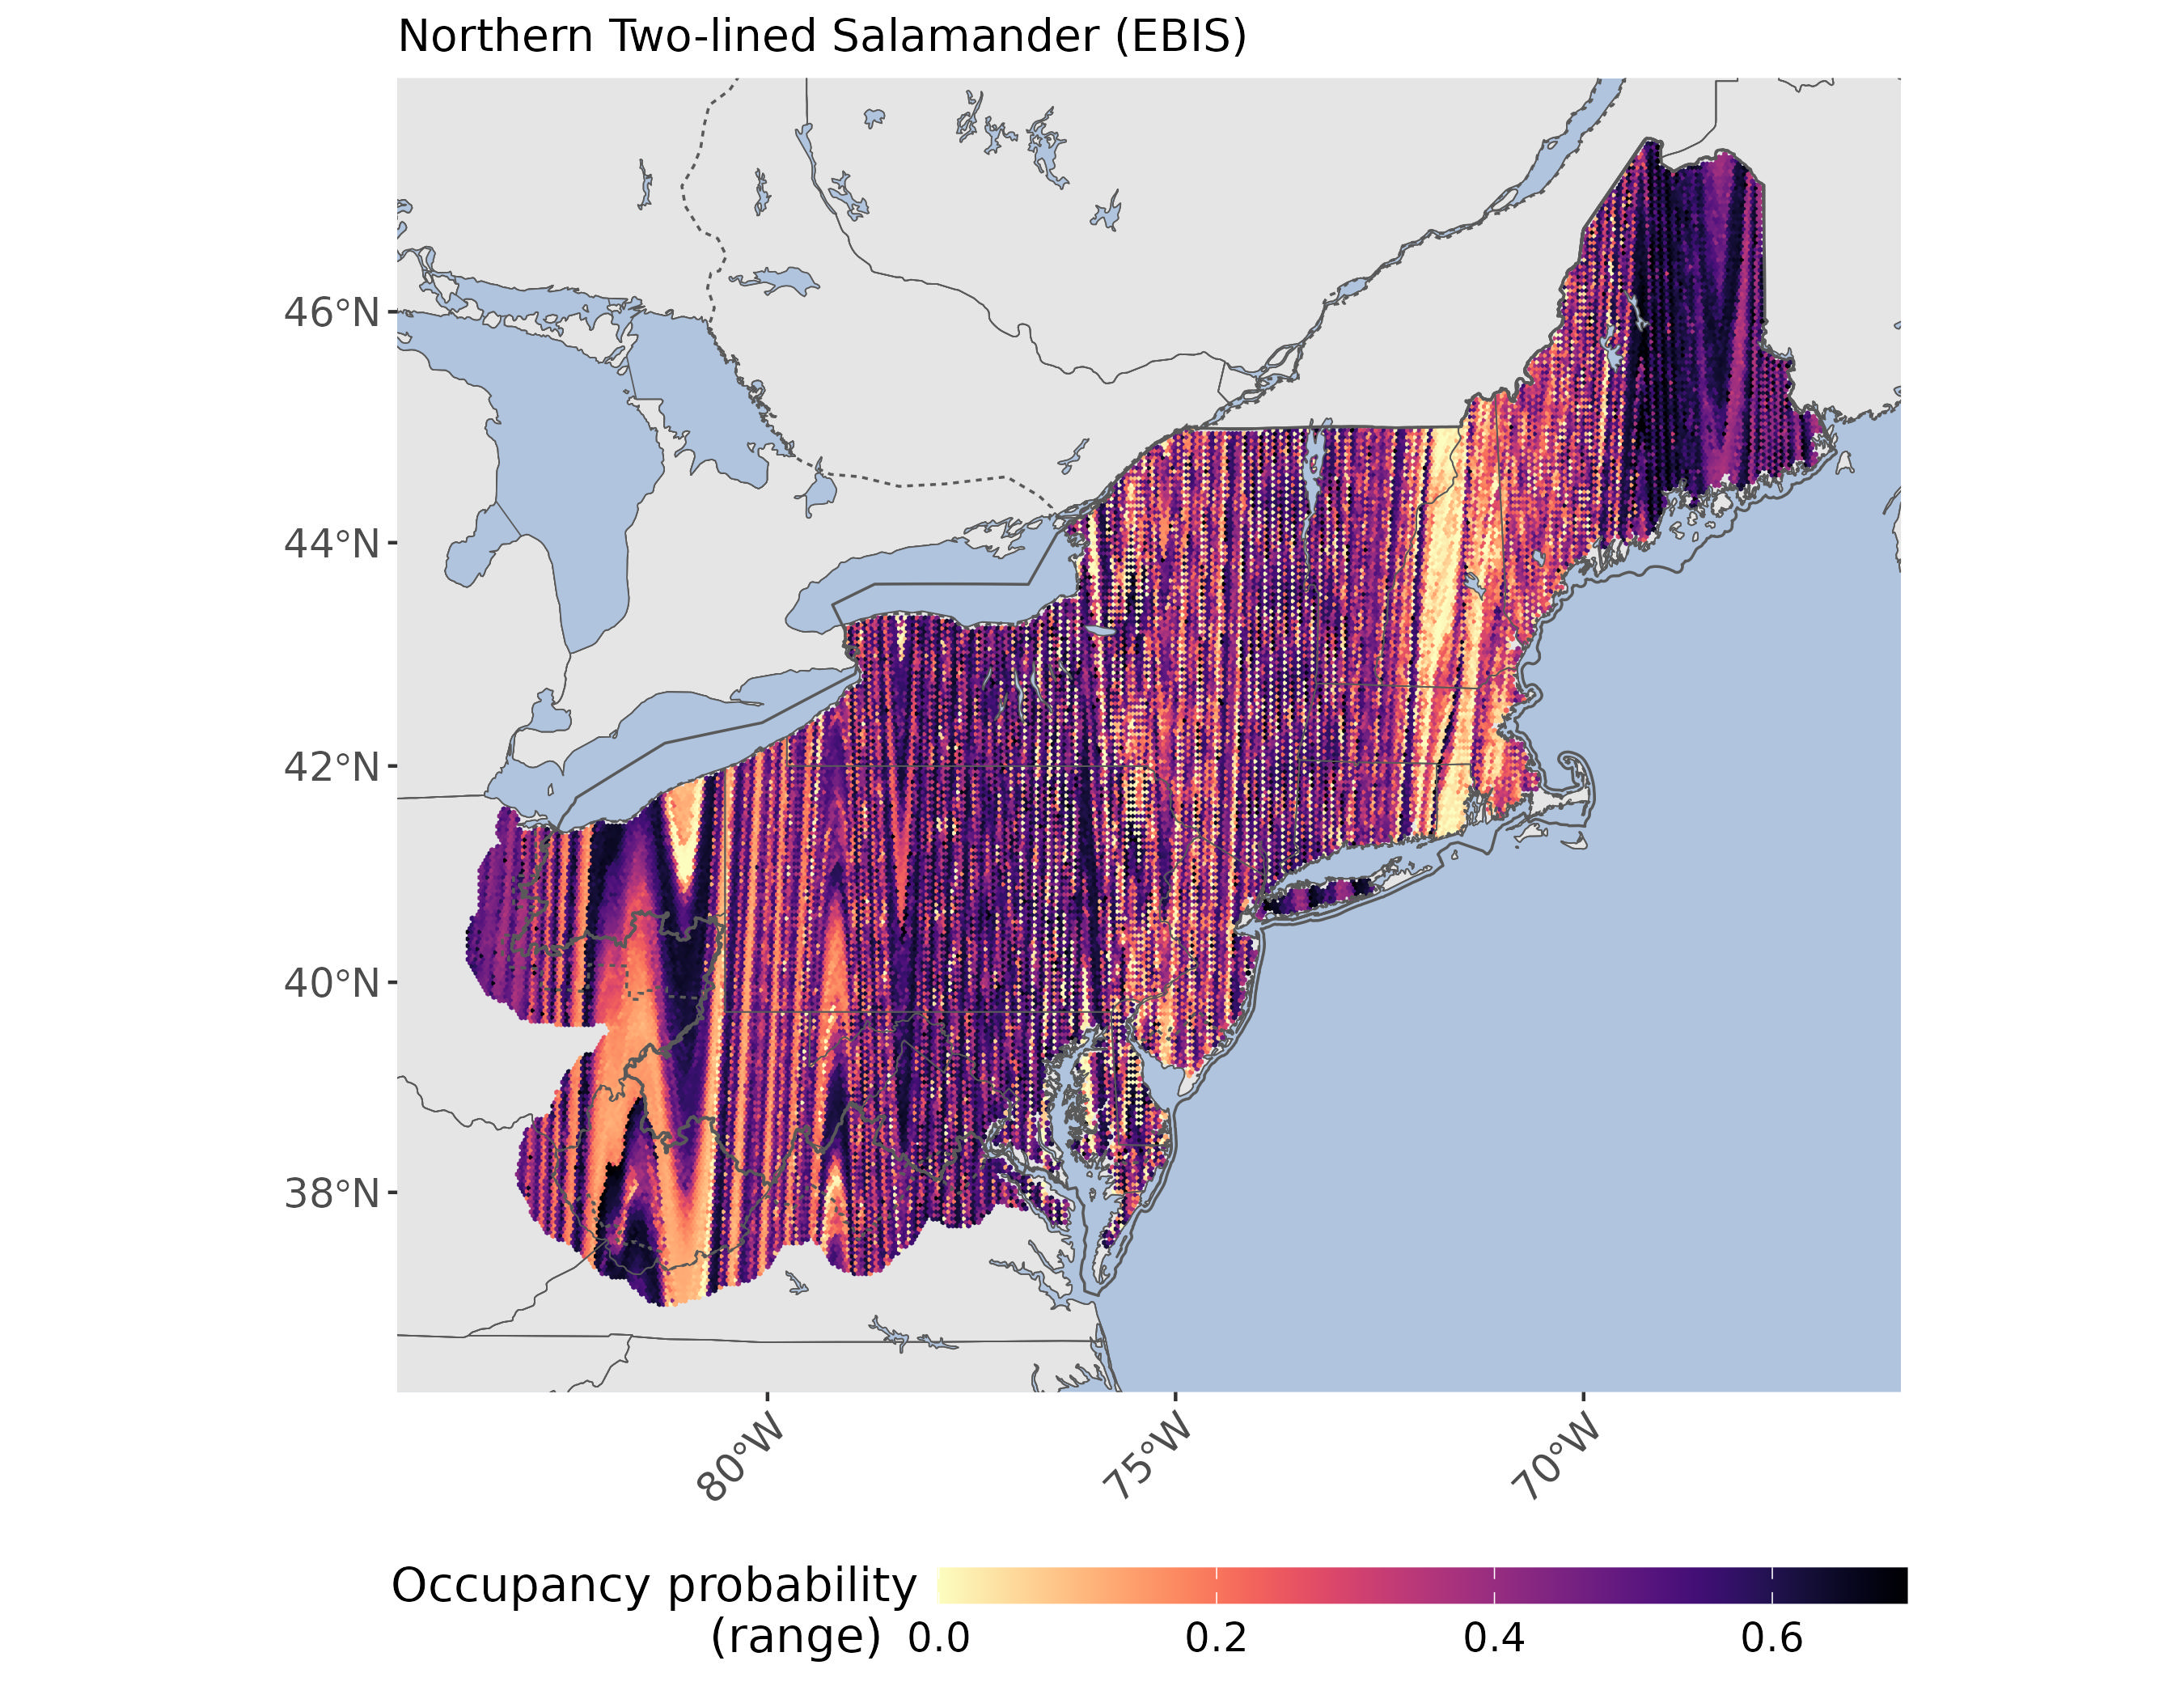 Northern Two-lined Salamander (EBIS)
46°N
44°N
42°N
40°N
38°N
80°W
75°W
70°W
Occupancy probability
(range)
0.0
0.2
0.4
0.6